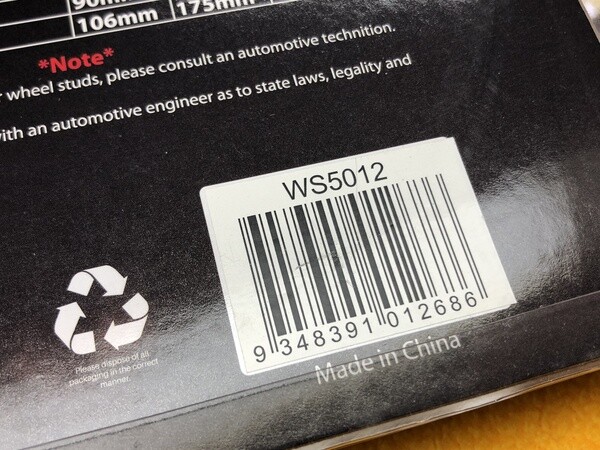 106mm 175mm
*Note*
wheel studs, please consult an automotive technition.
with an automotive engineer as to state laws, legality and
WS5012
9 348391 012686
Made in China
Please dispose of all
packaging in the correct
manner.